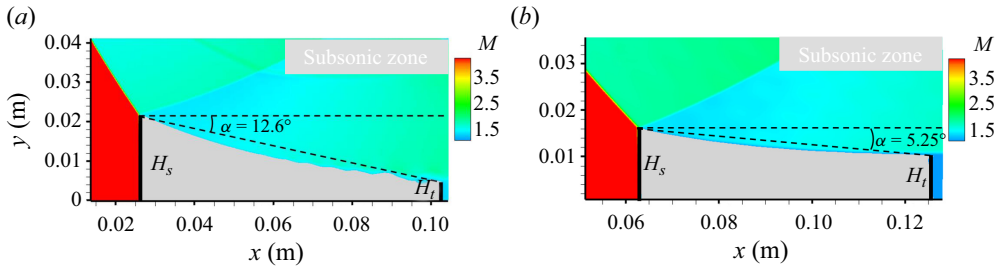 (a)
0.04
0.03
0.02
0.01
0
y (m)
Subsonic zone
α = 12.6°
H_s
H_t
0.02
0.04
0.06
0.08
0.10
x (m)
M
3.5
2.5
1.5
(b)
0.03
0.02
0.01
Subsonic zone
α = 5.25°
H_s
H_t
0.06
0.08
0.10
0.12
x (m)
M
3.5
2.5
1.5